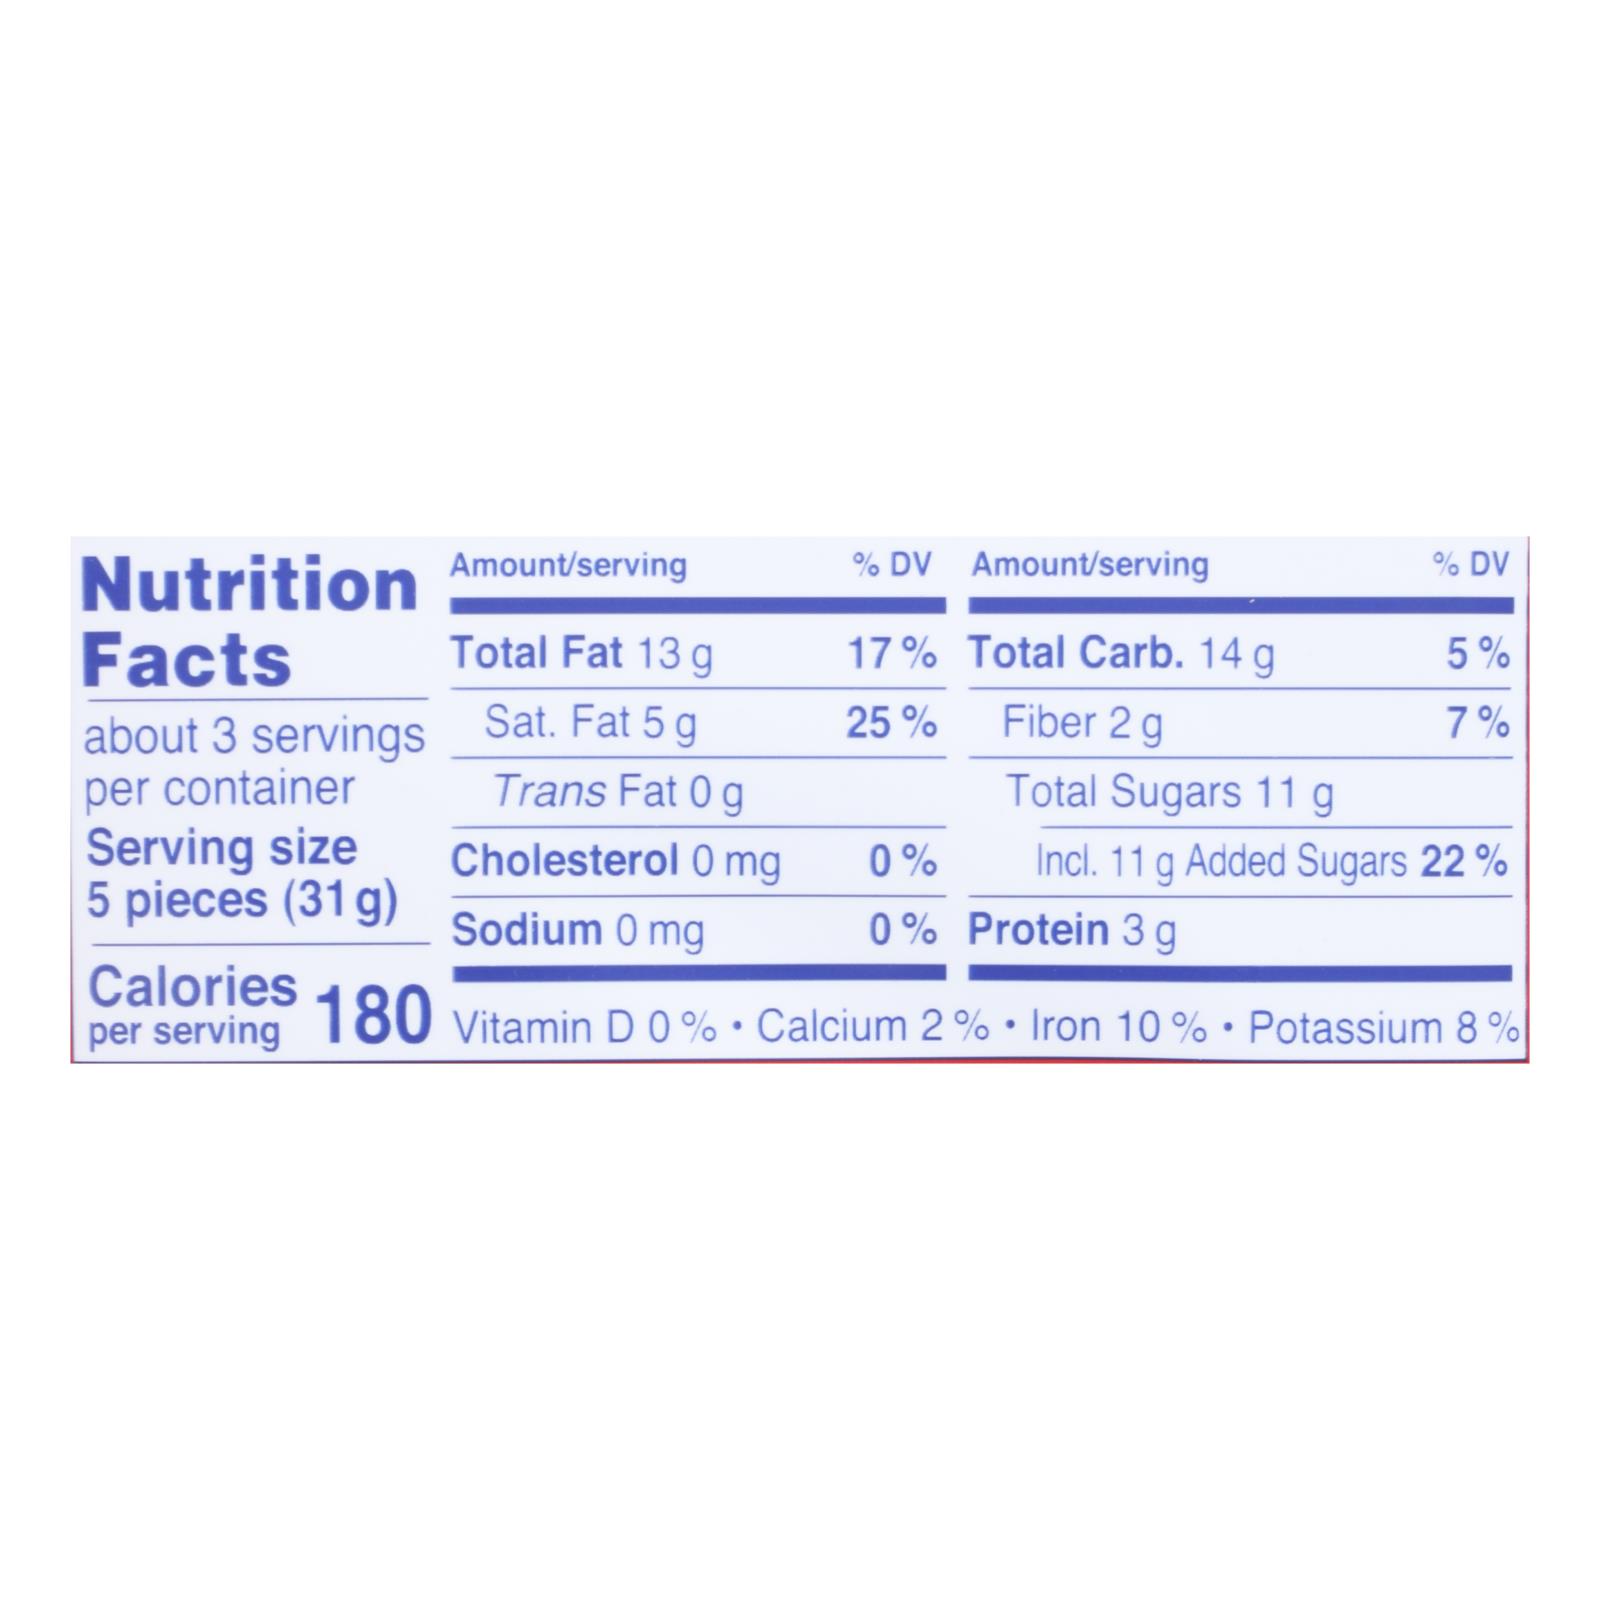 Nutrition
Facts
about 3 servings
per container
Serving size
5 pieces (31 g)
Calories
per serving
180
Amount/serving % DV
Total Fat 13 g 17 %
Sat. Fat 5 g 25 %
Trans Fat 0 g
Cholesterol 0 mg 0 %
Sodium 0 mg 0 %
Amount/serving % DV
Total Carb. 14 g 5 %
Fiber 2 g 7 %
Total Sugars 11 g
Incl. 11 g Added Sugars 22 %
Protein 3 g
Vitamin D 0 % • Calcium 2 % • Iron 10 % • Potassium 8 %